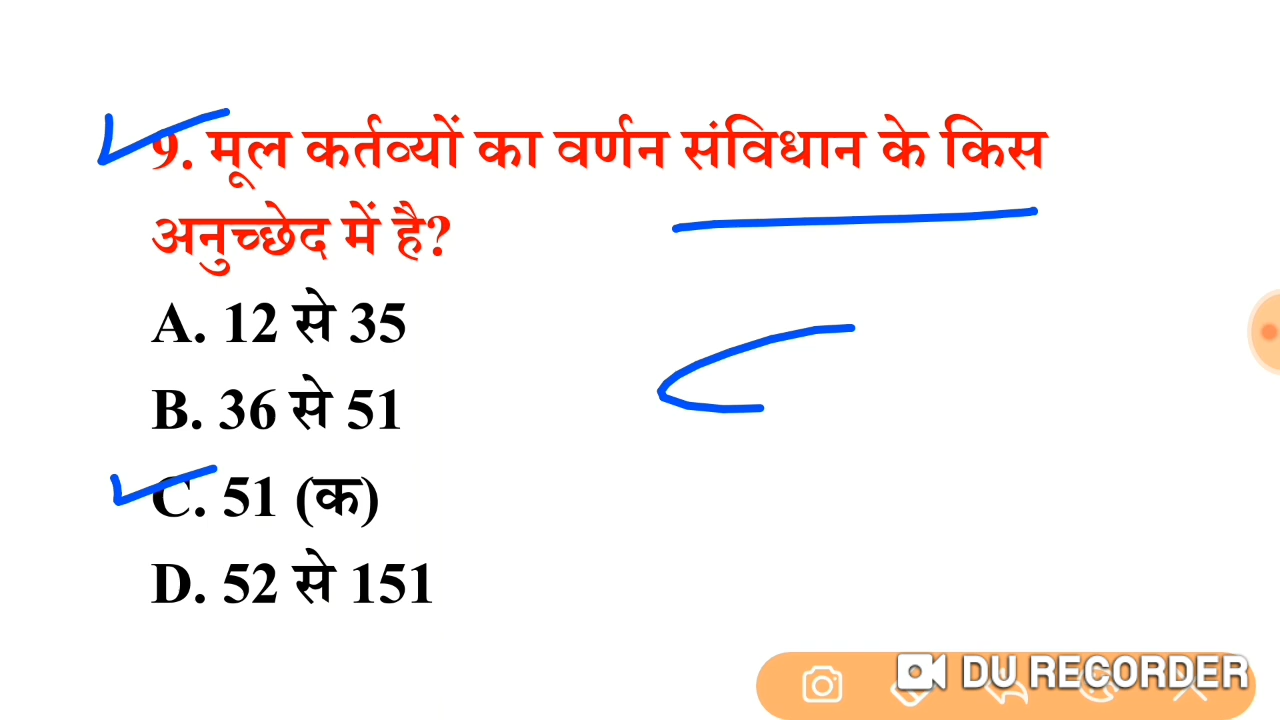 9. मूल कर्तव्यों का वर्णन संविधान के किस
अनुच्छेद में है?
A. 12 से 35
B. 36 से 51
C. 51 (क)
D. 52 से 151
DU RECORDER